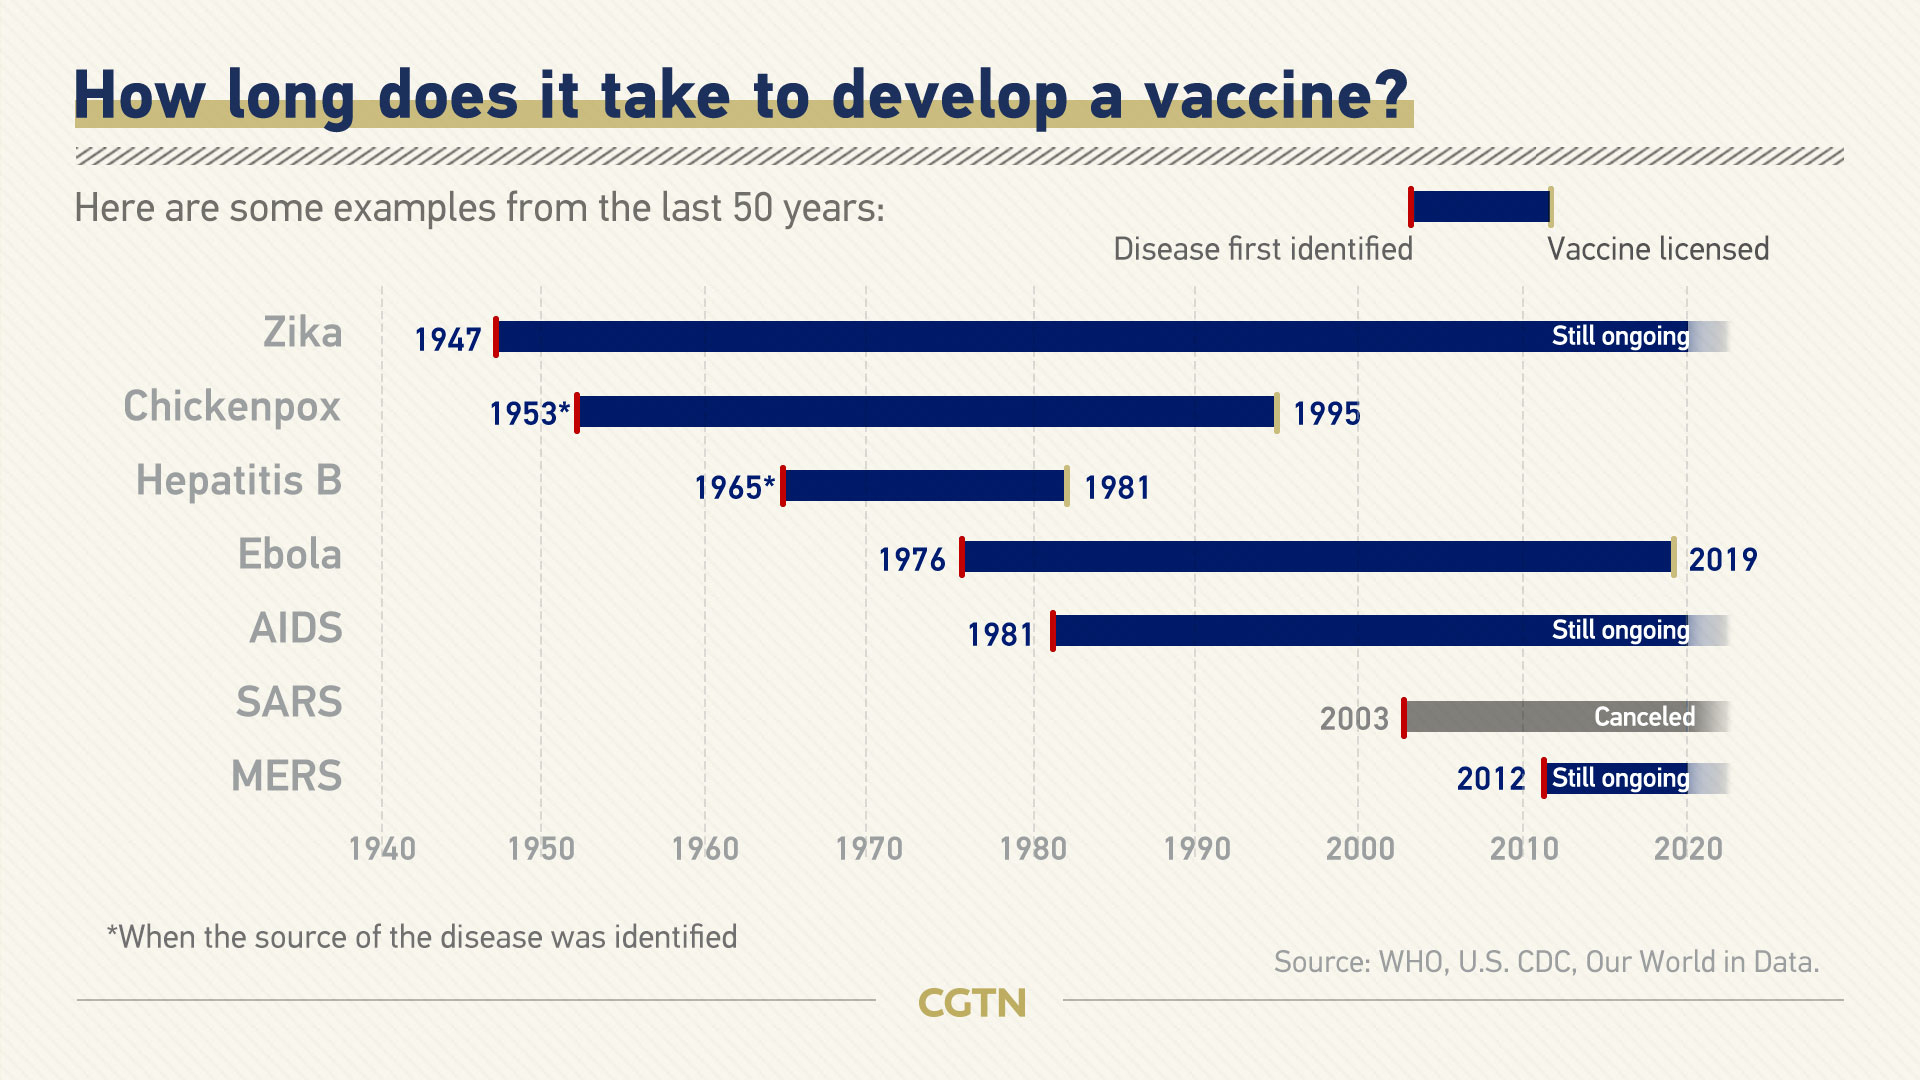 How long does it take to develop a vaccine?
Here are some examples from the last 50 years:
Disease first identified
Vaccine licensed
Zika 1947 Still ongoing
Chickenpox 1953* 1995
Hepatitis B 1965* 1981
Ebola 1976 2019
AIDS 1981 Still ongoing
SARS 2003 Canceled
MERS 2012 Still ongoing
1940 1950 1960 1970 1980 1990 2000 2010 2020
*When the source of the disease was identified
Source: WHO, U.S. CDC, Our World in Data.
CGTN